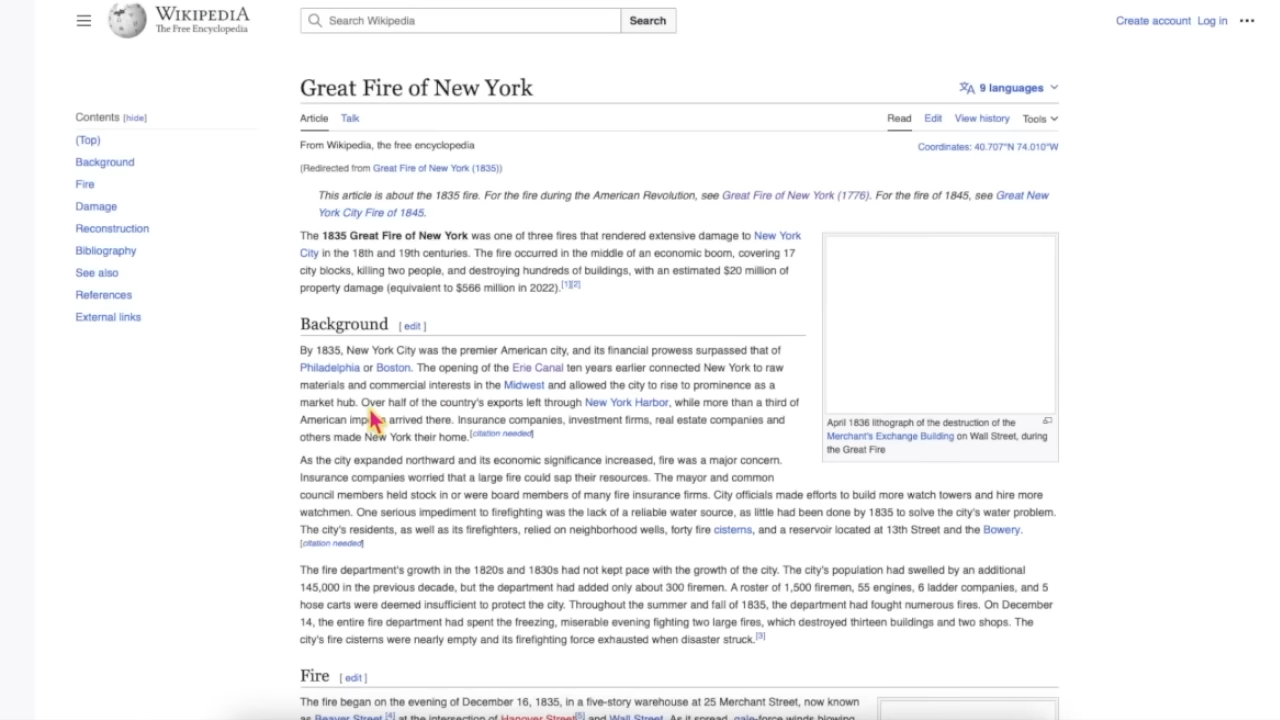 WIKIPEDIA
The Free Encyclopedia
Search Wikipedia
Search
Create account Log in
Great Fire of New York
9 languages
Contents [hide]
(Top)
Background
Fire
Damage
Reconstruction
Bibliography
See also
References
External links
Article Talk
Read Edit View history Tools
From Wikipedia, the free encyclopedia
Coordinates: 40.707°N 74.010°W
(Redirected from Great Fire of New York (1835))
This article is about the 1835 fire. For the fire during the American Revolution, see Great Fire of New York (1776). For the fire of 1845, see Great New
York City Fire of 1845.
The 1835 Great Fire of New York was one of three fires that rendered extensive damage to New York
City in the 18th and 19th centuries. The fire occurred in the middle of an economic boom, covering 17
city blocks, killing two people, and destroying hundreds of buildings, with an estimated $20 million of
property damage (equivalent to $566 million in 2022).[1][2]
April 1836 lithograph of the destruction of the
Merchant's Exchange Building on Wall Street, during
the Great Fire
Background [ edit ]
By 1835, New York City was the premier American city, and its financial prowess surpassed that of
Philadelphia or Boston. The opening of the Erie Canal ten years earlier connected New York to raw
materials and commercial interests in the Midwest and allowed the city to rise to prominence as a
market hub. Over half of the country's exports left through New York Harbor, while more than a third of
American arrived there. Insurance companies, investment firms, real estate companies and
others made New York their home.[citation needed]
As the city expanded northward and its economic significance increased, fire was a major concern.
Insurance companies worried that a large fire could sap their resources. The mayor and common
council members held stock in or were board members of many fire insurance firms. City officials made efforts to build more watch towers and hire more
watchmen. One serious impediment to firefighting was the lack of a reliable water source, as little had been done by 1835 to solve the city's water problem.
The city's residents, as well as its firefighters, relied on neighborhood wells, forty fire cisterns, and a reservoir located at 13th Street and the Bowery.
[citation needed]
The fire department's growth in the 1820s and 1830s had not kept pace with the growth of the city. The city's population had swelled by an additional
145,000 in the previous decade, but the department had added only about 300 firemen. A roster of 1,500 firemen, 55 engines, 6 ladder companies, and 5
hose carts were deemed insufficient to protect the city. Throughout the summer and fall of 1835, the department had fought numerous fires. On December
14, the entire fire department had spent the freezing, miserable evening fighting two large fires, which destroyed thirteen buildings and two shops. The
city's fire cisterns were nearly empty and its firefighting force exhausted when disaster struck.[3]
Fire [ edit ]
The fire began on the evening of December 16, 1835, in a five-story warehouse at 25 Merchant Street, now known
as Beaver Street,[4] at the intersection of Hanover Street[5] and Wall Street. As it spread, gale-force winds blowing